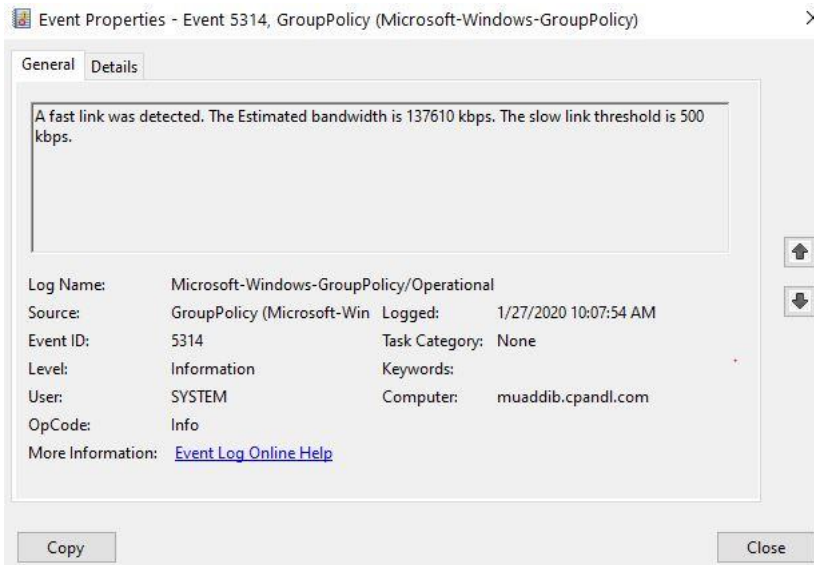 Event Properties - Event 5314, GroupPolicy (Microsoft-Windows-GroupPolicy)
General Details
A fast link was detected. The Estimated bandwidth is 137610 kbps. The slow link threshold is 500
kbps.
Log Name: Microsoft-Windows-GroupPolicy/Operational
Source: GroupPolicy (Microsoft-Win Logged: 1/27/2020 10:07:54 AM
Event ID: 5314 Task Category: None
Level: Information Keywords:
User: SYSTEM Computer: muaddib.cpandl.com
OpCode: Info
More Information: Event Log Online Help
Copy Close